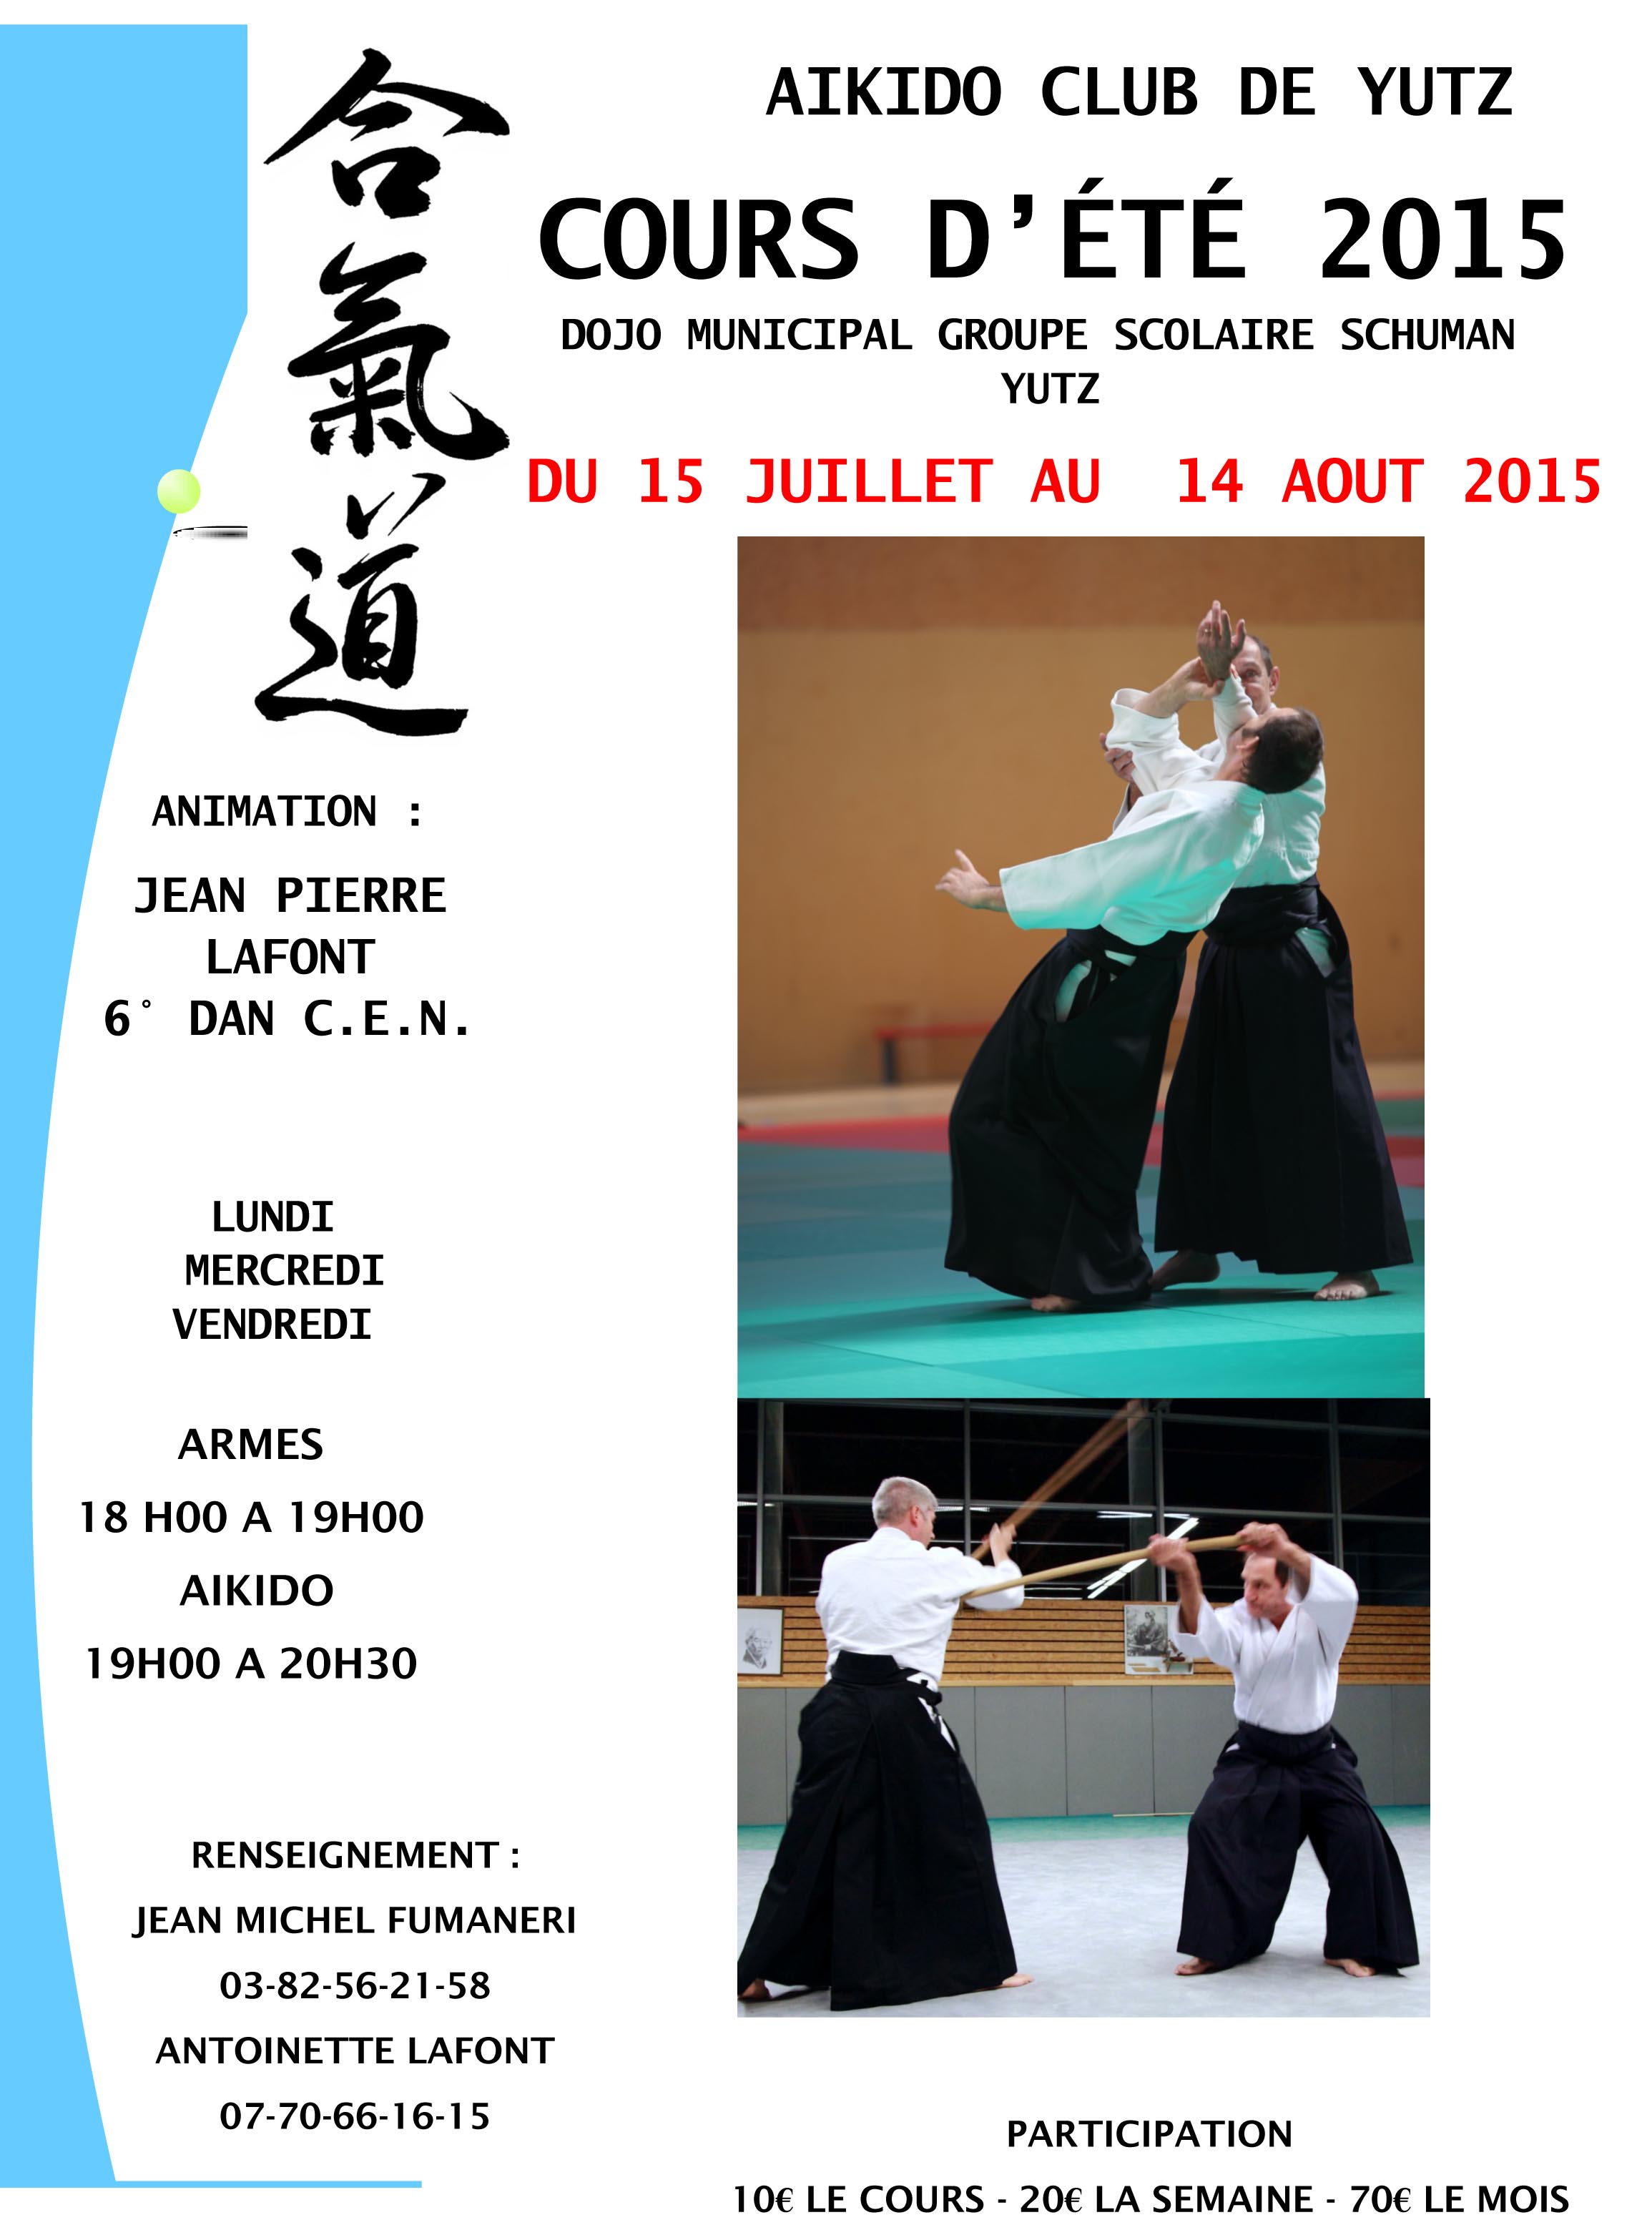 合
氣
道
AIKIDO CLUB DE YUTZ
COURS D’ÉTÉ 2015
DOJO MUNICIPAL GROUPE SCOLAIRE SCHUMAN
YUTZ
DU 15 JUILLET AU 14 AOUT 2015
ANIMATION :
JEAN PIERRE
LAFONT
6° DAN C.E.N.
LUNDI
MERCREDI
VENDREDI
ARMES
18 H00 A 19H00
AIKIDO
19H00 A 20H30
RENSEIGNEMENT :
JEAN MICHEL FUMANERI
03-82-56-21-58
ANTOINETTE LAFONT
07-70-66-16-15
PARTICIPATION
10€ LE COURS - 20€ LA SEMAINE - 70€ LE MOIS